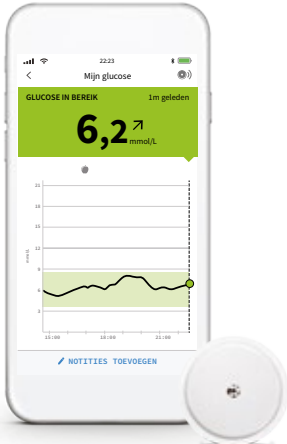 22:23
Mijn glucose
GLUCOSE IN BEREIK 1m geleden
6,2 mmol/L
21
18
15
12
mmol/L
9
6
3
15:00 18:00 21:00
NOTITIES TOEVOEGEN